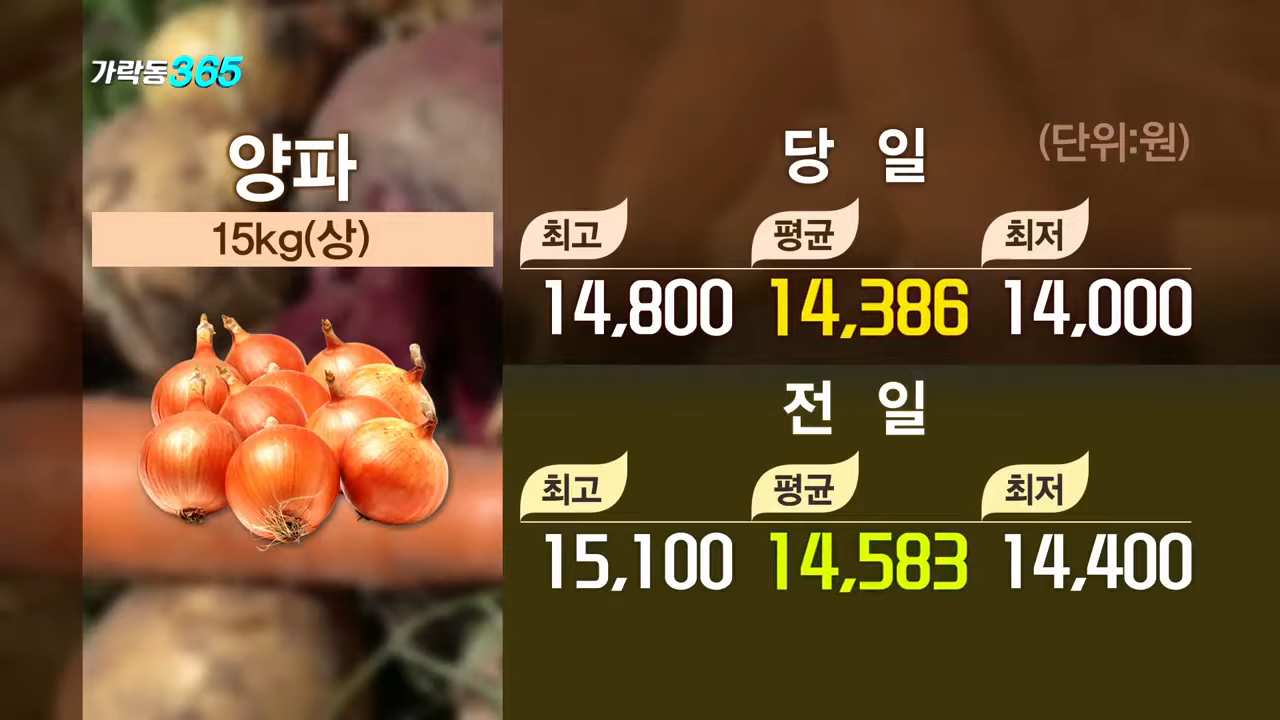 가락동365
양파
15kg(상)
당 일
(단위:원)
최고 평균 최저
14,800 14,386 14,000
전 일
최고 평균 최저
15,100 14,583 14,400